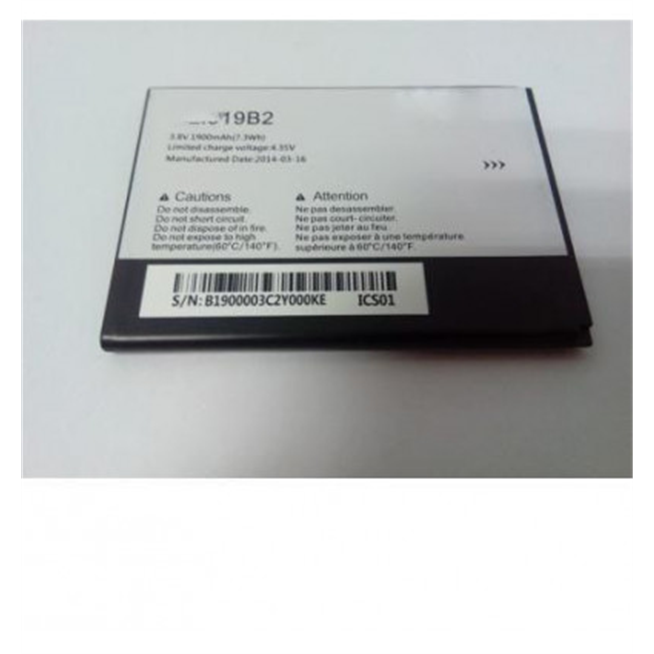 19B2
3.8V 1900mAh(7.3Wh)
Limited charge voltage:4.35V
Manufactured Date:2014-03-16
›››
Cautions
Do not disassemble.
Do not short circuit.
Do not dispose of in fire.
Do not expose to high
temperature(60°C/140°F).
Attention
Ne pas desassembler.
Ne pas court- circuiter.
Ne pas jeter au feu.
Ne pas exposer à une température
supérieure à 60°C/140°F.
S/N: B1900003C2Y000KE ICS01